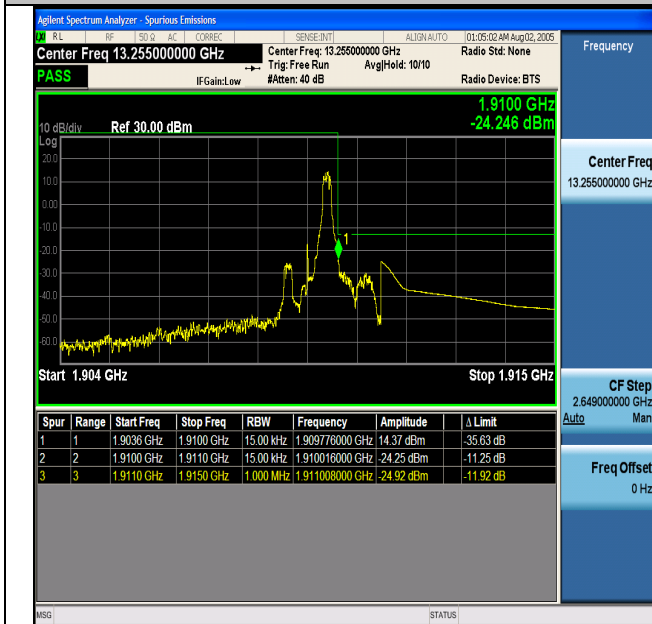 Agilent Spectrum Analyzer - Spurious Emissions
RL RF 50 Ω AC CORREC SENSE:INT ALIGN AUTO 01:05:02 AM Aug 02, 2005
Center Freq 13.255000000 GHz
Center Freq: 13.255000000 GHz
Radio Std: None
Trig: Free Run Avg|Hold: 10/10
PASS
IFGain:Low
#Atten: 40 dB
Radio Device: BTS
1.9100 GHz
-24.246 dBm
10 dB/div Ref 30.00 dBm
Log
20.0
10.0
0.00
-10.0
-20.0
-30.0
-40.0
-50.0
-60.0
1
Start 1.904 GHz
Stop 1.915 GHz
Spur Range Start Freq Stop Freq RBW Frequency Amplitude Δ Limit
1 1 1.9036 GHz 1.9100 GHz 15.00 kHz 1.909776000 GHz 14.37 dBm -35.63 dB
2 2 1.9100 GHz 1.9110 GHz 15.00 kHz 1.910016000 GHz -24.25 dBm -11.25 dB
3 3 1.9110 GHz 1.9150 GHz 1.000 MHz 1.911008000 GHz -24.92 dBm -11.92 dB
MSG
STATUS
Frequency
Center Freq
13.255000000 GHz
CF Step
2.649000000 GHz
Auto Man
Freq Offset
0 Hz